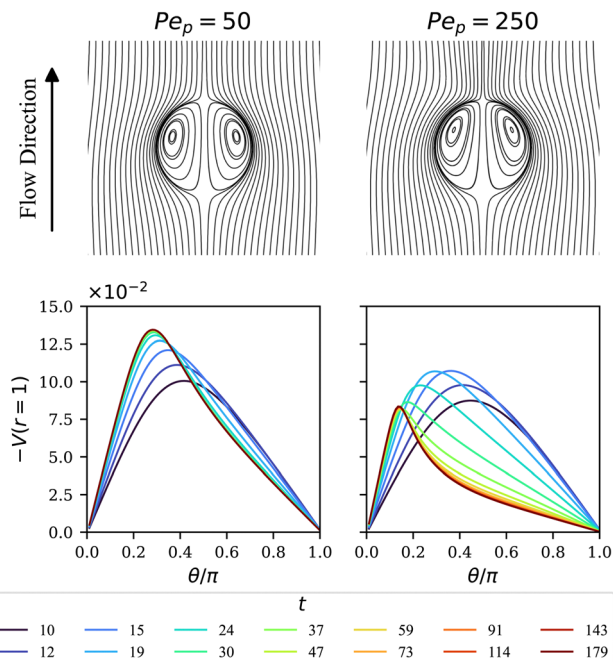 Pe_p = 50
Pe_p = 250
Flow Direction
×10⁻²
15.0
12.5
10.0
7.5
5.0
2.5
0.0
−V(r = 1)
0.0 0.2 0.4 0.6 0.8 1.0
0.0 0.2 0.4 0.6 0.8 1.0
θ/π
θ/π
t
10 15 24 37 59 91 143
12 19 30 47 73 114 179